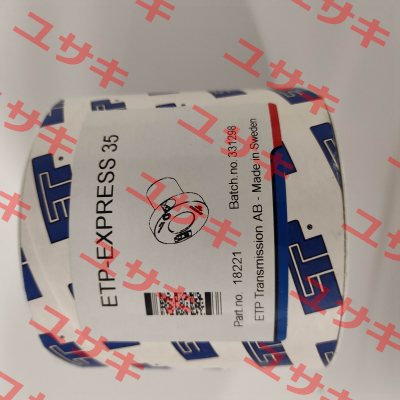 ETP-EXPRESS 35
Part.no. 18221 Batch.no. 331298
ETP Transmission AB - Made in Sweden
ユサキ